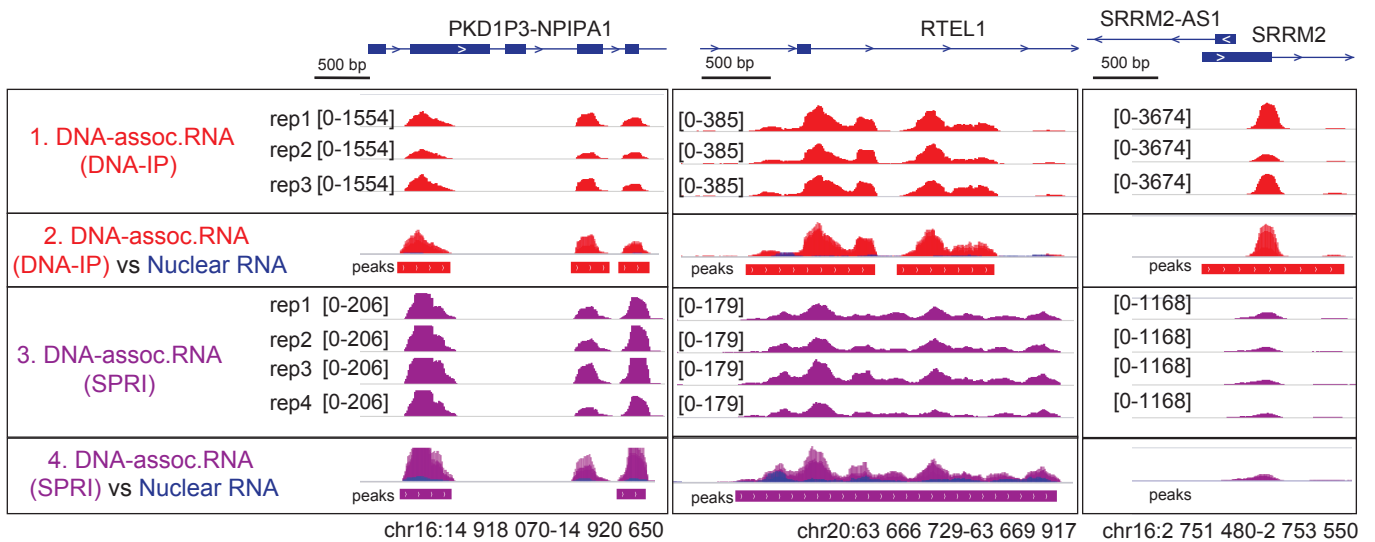 PKD1P3-NPIPA1
500 bp
RTEL1
500 bp
SRRM2-AS1
SRRM2
500 bp
1. DNA-assoc.RNA
(DNA-IP)
rep1 [0-1554]
rep2 [0-1554]
rep3 [0-1554]
[0-385]
[0-385]
[0-385]
[0-3674]
[0-3674]
[0-3674]
2. DNA-assoc.RNA
(DNA-IP) vs Nuclear RNA
peaks
peaks
peaks
3. DNA-assoc.RNA
(SPRI)
rep1 [0-206]
rep2 [0-206]
rep3 [0-206]
rep4 [0-206]
[0-179]
[0-179]
[0-179]
[0-179]
[0-1168]
[0-1168]
[0-1168]
[0-1168]
4. DNA-assoc.RNA
(SPRI) vs Nuclear RNA
peaks
peaks
peaks
chr16:14 918 070-14 920 650
chr20:63 666 729-63 669 917
chr16:2 751 480-2 753 550